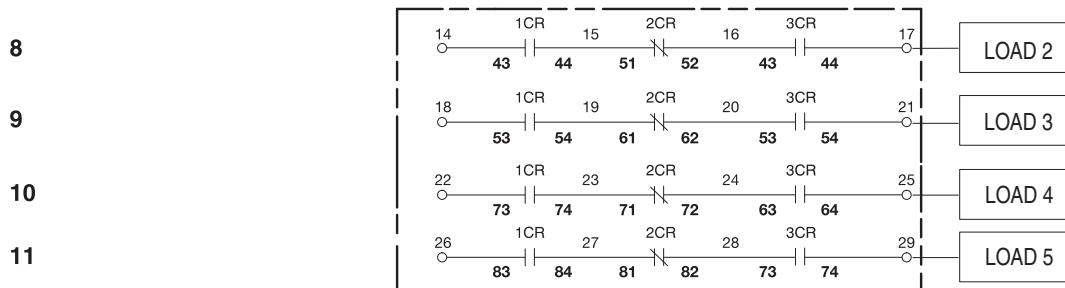 1CR 2CR 3CR
8 14 15 16 17 LOAD 2
43 44 51 52 43 44
1CR 2CR 3CR
9 18 19 20 21 LOAD 3
53 54 61 62 53 54
1CR 2CR 3CR
10 22 23 24 25 LOAD 4
73 74 71 72 63 64
1CR 2CR 3CR
11 26 27 28 29 LOAD 5
83 84 81 82 73 74